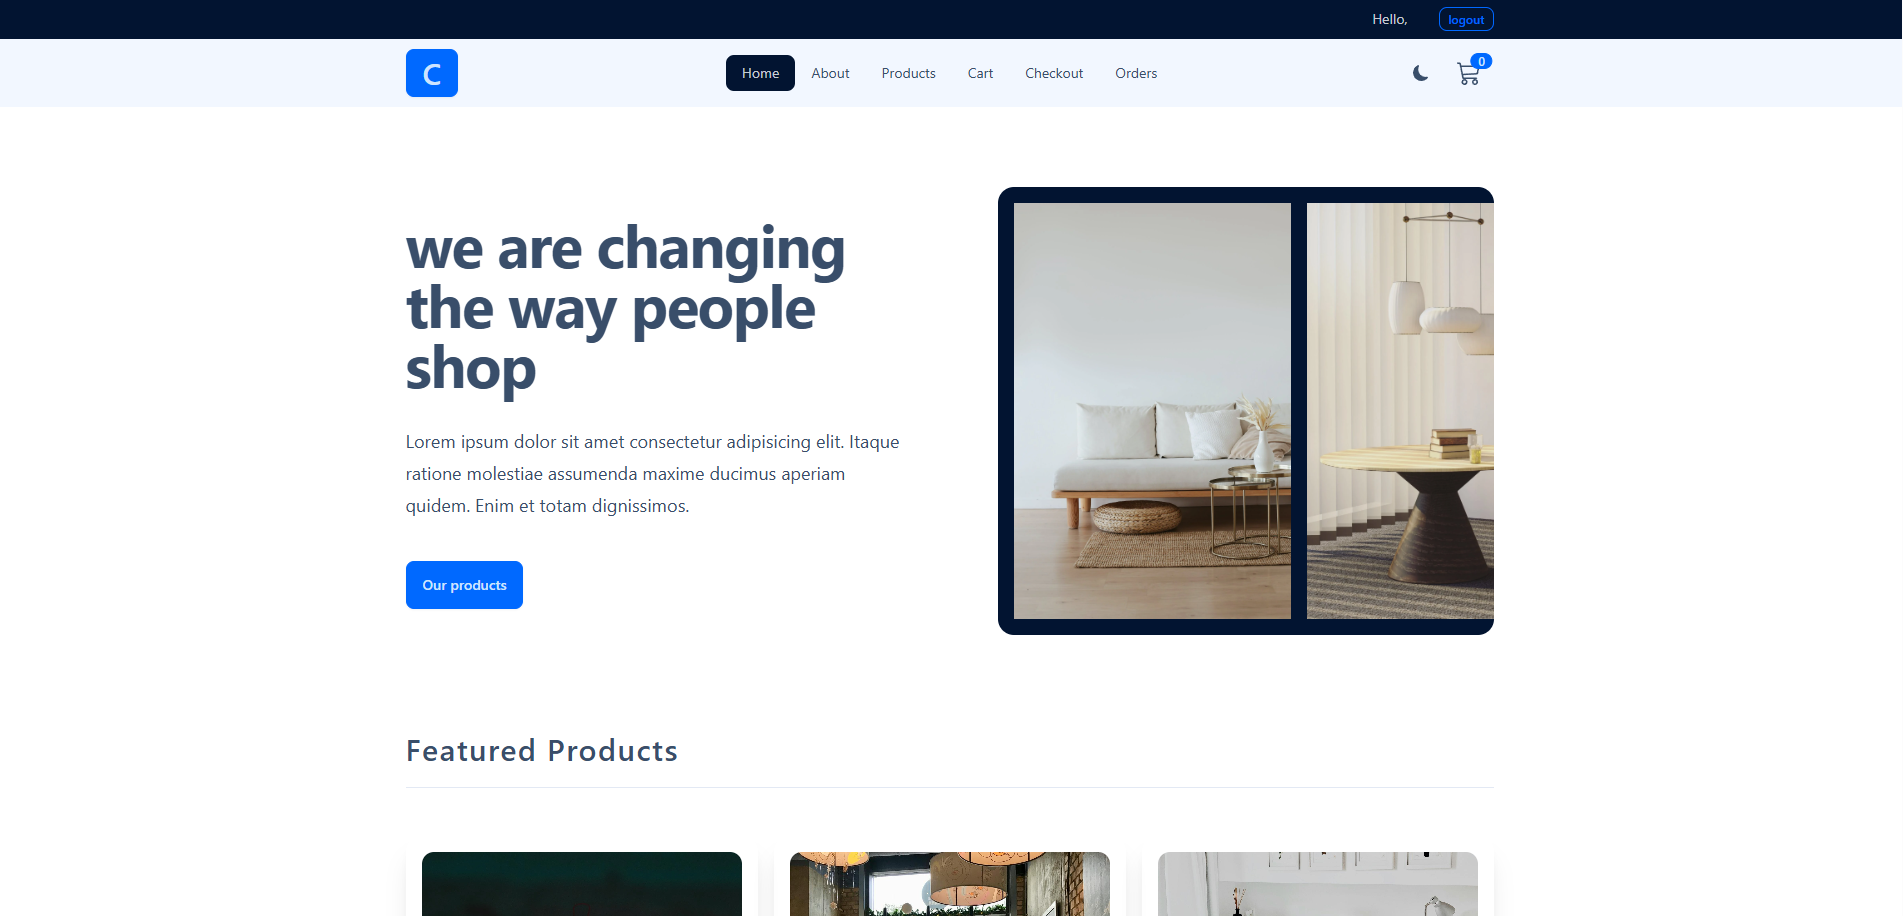 Hello,
logout
C
Home
About
Products
Cart
Checkout
Orders
0
we are changing
the way people
shop
Lorem ipsum dolor sit amet consectetur adipisicing elit. Itaque
ratione molestiae assumenda maxime ducimus aperiam
quidem. Enim et totam dignissimos.
Our products
Featured Products